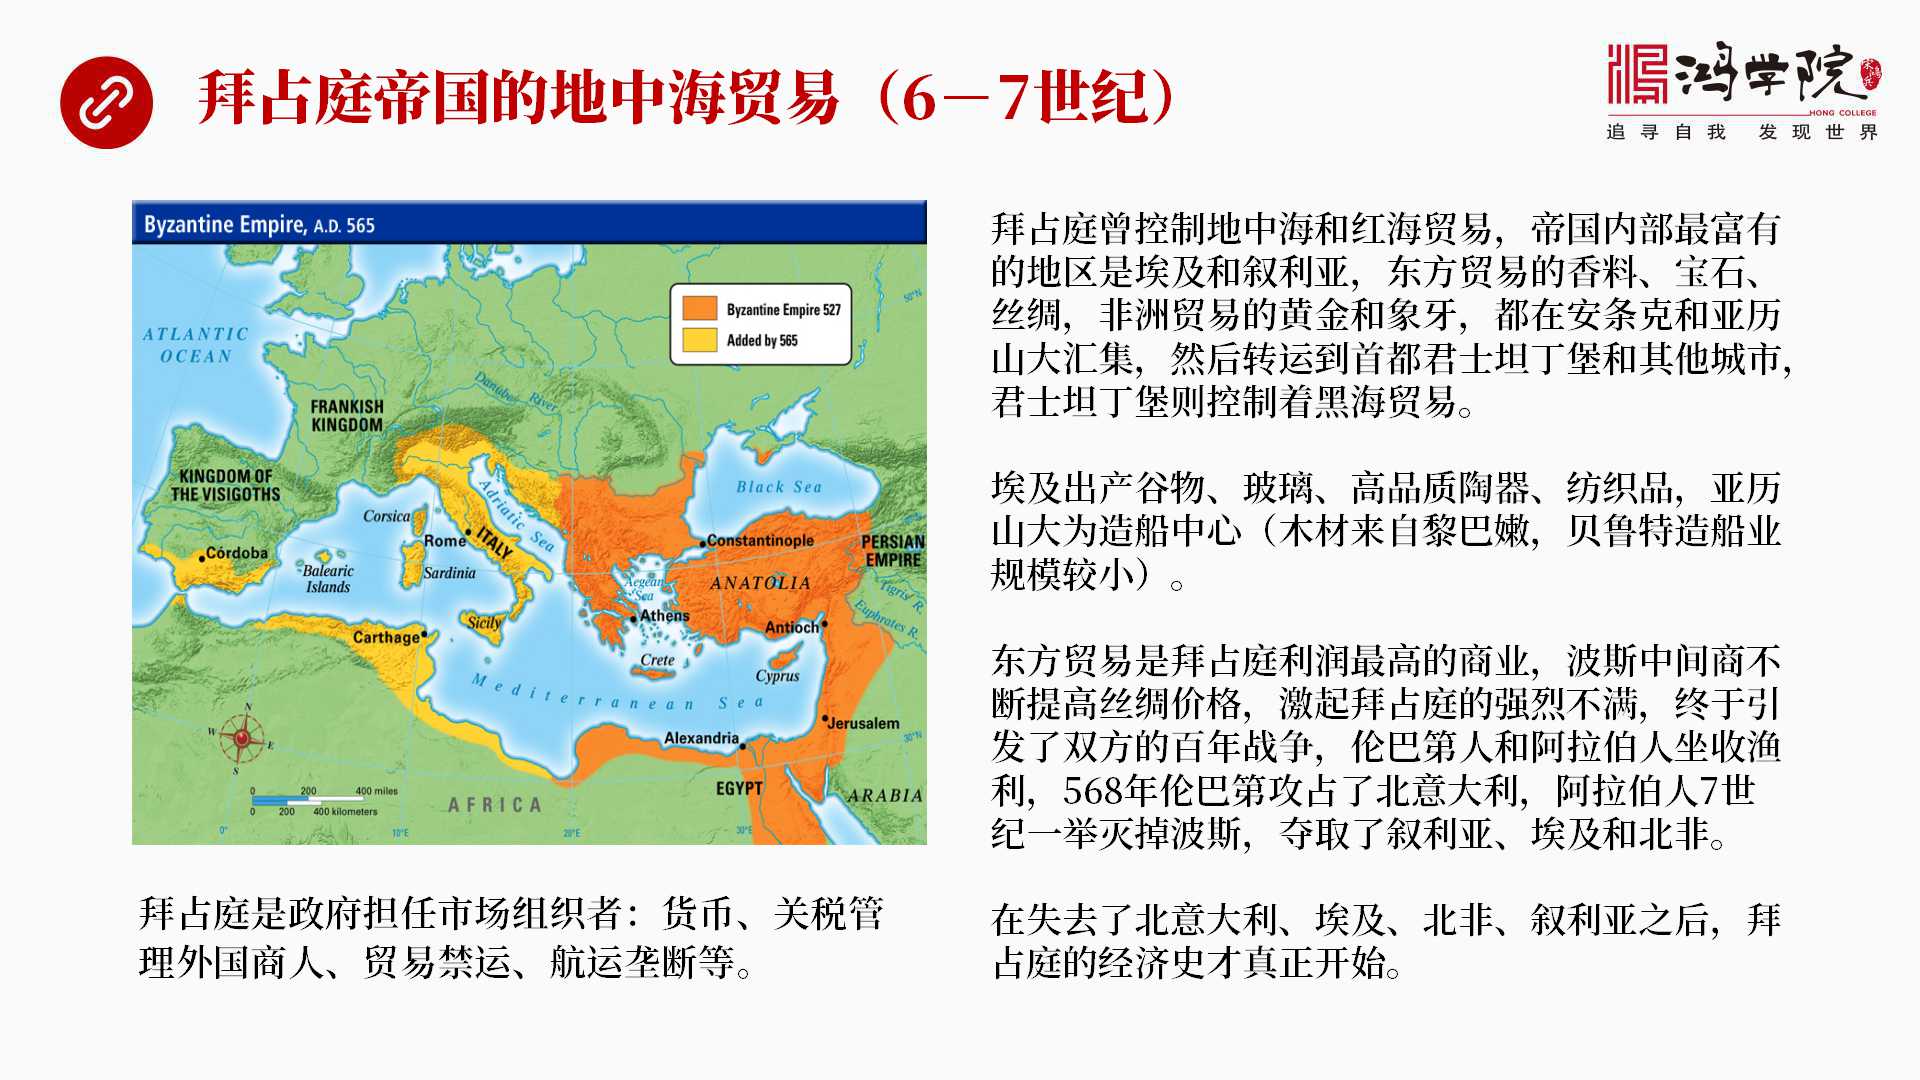 拜占庭帝国的地中海贸易（6－7世纪）
鸿学院
HONG COLLEGE
追寻自我 发现世界
Byzantine Empire, A.D. 565
Byzantine Empire 527
Added by 565
ATLANTIC
OCEAN
50°N
Danube River
FRANKISH
KINGDOM
KINGDOM OF
THE VISIGOTHS
Black Sea
Adriatic Sea
Corsica
Rome
ITALY
Constantinople
PERSIAN
EMPIRE
Córdoba
Balearic
Islands
Sardinia
Aegean
Sea
ANATOLIA
Tigris R.
Euphrates R.
Sicily
Athens
Antioch
Carthage
Crete
Cyprus
Mediterranean Sea
Jerusalem
Alexandria
30°N
N
W
E
S
EGYPT
ARABIA
AFRICA
0 200 400 miles
0 200 400 kilometers
0° 10°E 20°E 30°E
拜占庭是政府担任市场组织者：货币、关税管
理外国商人、贸易禁运、航运垄断等。
拜占庭曾控制地中海和红海贸易，帝国内部最富有
的地区是埃及和叙利亚，东方贸易的香料、宝石、
丝绸，非洲贸易的黄金和象牙，都在安条克和亚历
山大汇集，然后转运到首都君士坦丁堡和其他城市，
君士坦丁堡则控制着黑海贸易。
埃及出产谷物、玻璃、高品质陶器、纺织品，亚历
山大为造船中心（木材来自黎巴嫩，贝鲁特造船业
规模较小）。
东方贸易是拜占庭利润最高的商业，波斯中间商不
断提高丝绸价格，激起拜占庭的强烈不满，终于引
发了双方的百年战争，伦巴第人和阿拉伯人坐收渔
利，568年伦巴第攻占了北意大利，阿拉伯人7世
纪一举灭掉波斯，夺取了叙利亚、埃及和北非。
在失去了北意大利、埃及、北非、叙利亚之后，拜
占庭的经济史才真正开始。